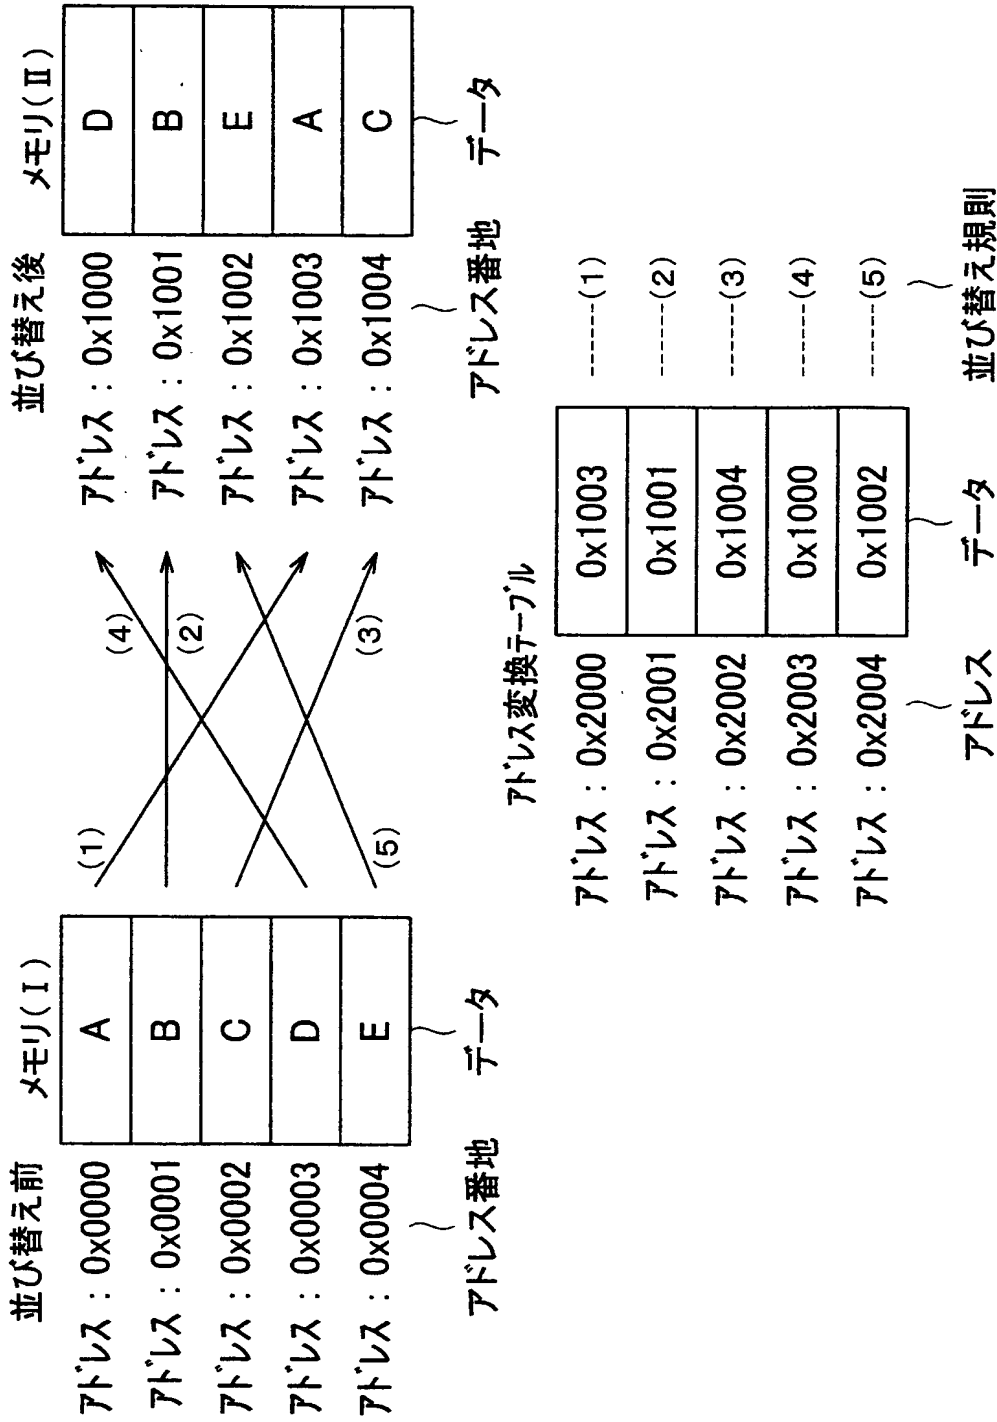 並び替え前
メモリ(Ⅰ)
アドレス：0x0000 A
アドレス：0x0001 B
アドレス：0x0002 C
アドレス：0x0003 D
アドレス：0x0004 E
アドレス番地
データ
(1)
(4)
(2)
(3)
(5)
並び替え後
メモリ(Ⅱ)
アドレス：0x1000 D
アドレス：0x1001 B
アドレス：0x1002 E
アドレス：0x1003 A
アドレス：0x1004 C
アドレス番地
データ
アドレス変換テーブル
アドレス：0x2000 0x1003 (1)
アドレス：0x2001 0x1001 (2)
アドレス：0x2002 0x1004 (3)
アドレス：0x2003 0x1000 (4)
アドレス：0x2004 0x1002 (5)
アドレス
データ
並び替え規則